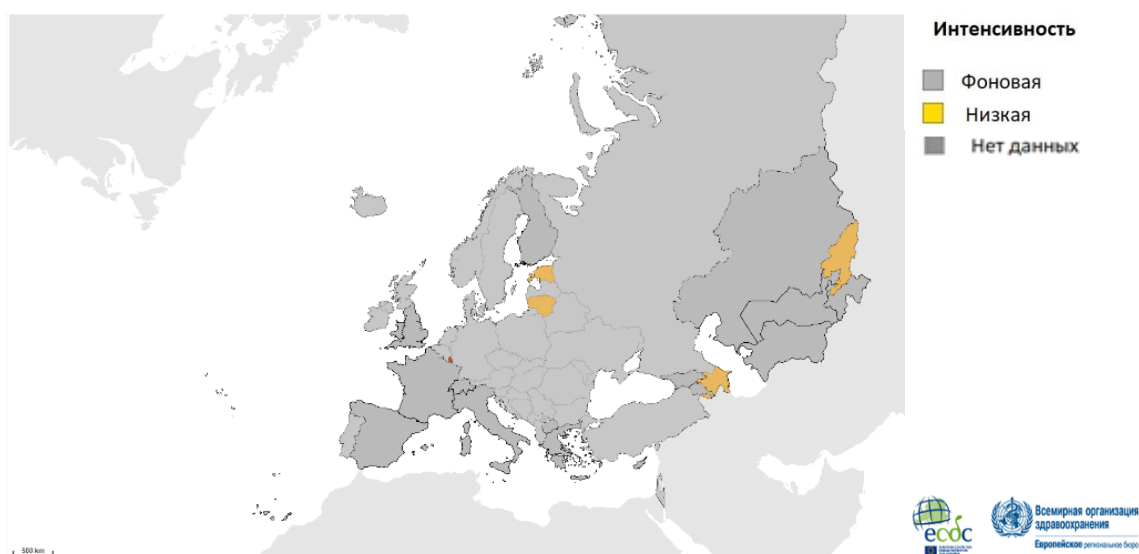 Интенсивность
Фоновая
Низкая
Нет данных
500 km
ecdc
Всемирная организация
здравоохранения
Европейское региональное бюро